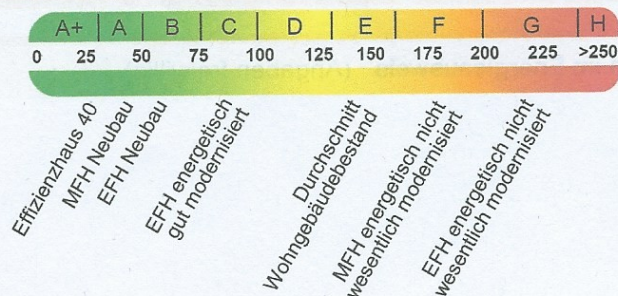 A+ A B C D E F G H
0 25 50 75 100 125 150 175 200 225 >250
Effizienzhaus 40
MFH Neubau
EFH Neubau
EFH energetisch
gut modernisiert
Durchschnitt
Wohngebäudebestand
MFH energetisch nicht
wesentlich modernisiert
EFH energetisch nicht
wesentlich modernisiert